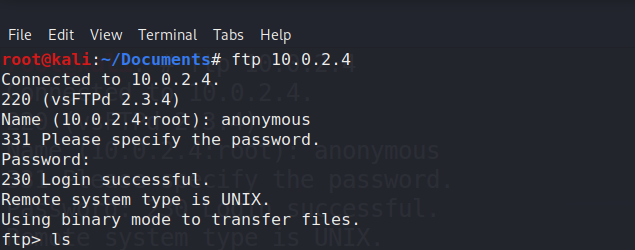 File Edit View Terminal Tabs Help
root@kali:~/Documents# ftp 10.0.2.4
Connected to 10.0.2.4.
220 (vsFTPd 2.3.4)
Name (10.0.2.4:root): anonymous
331 Please specify the password.
Password:
230 Login successful.
Remote system type is UNIX.
Using binary mode to transfer files.
ftp> ls